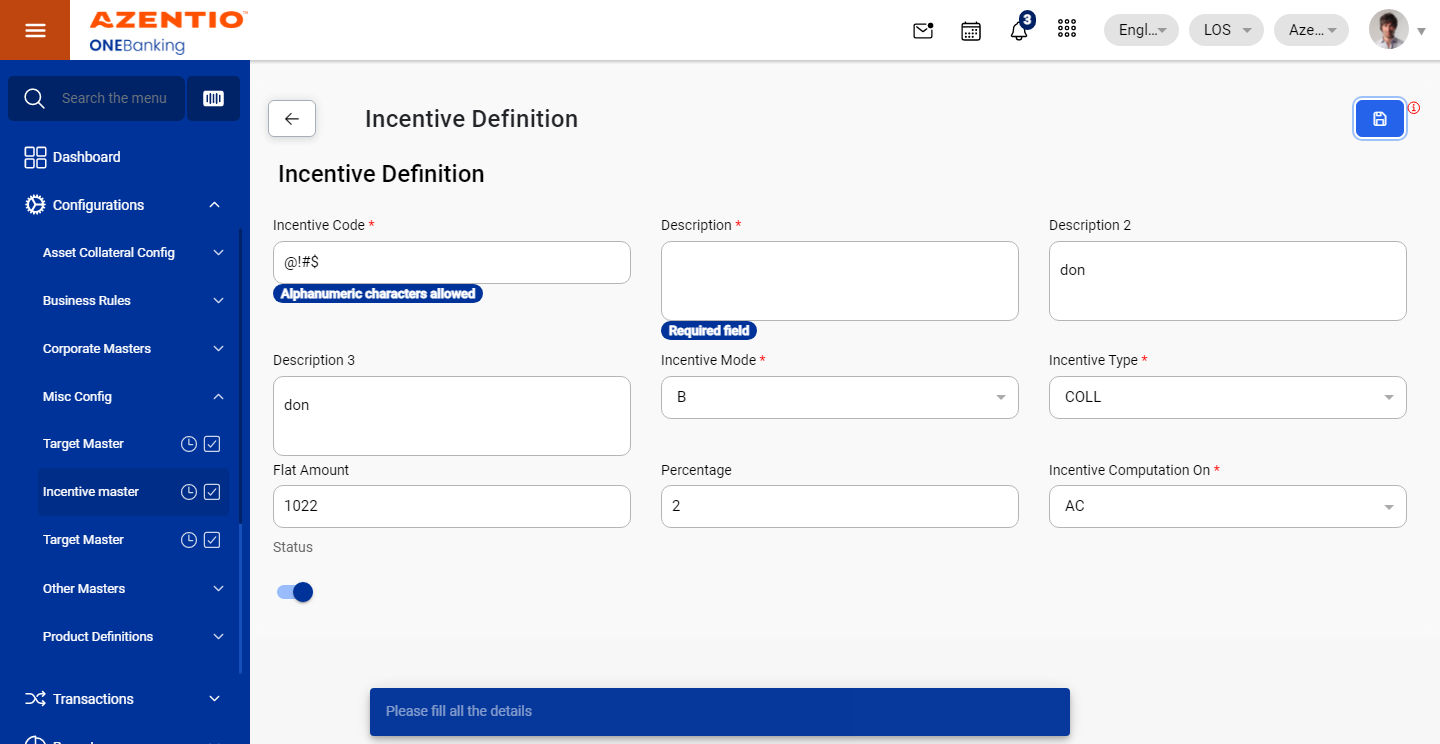 AZENTIO™
ONEBanking
3
Engl...
LOS
Aze...
Search the menu
Dashboard
Configurations
Asset Collateral Config
Business Rules
Corporate Masters
Misc Config
Target Master
Incentive master
Target Master
Other Masters
Product Definitions
Transactions
Incentive Definition
Incentive Definition
Incentive Code *
@!#$
Alphanumeric characters allowed
Description *
Required field
Description 2
don
Description 3
don
Incentive Mode *
B
Incentive Type *
COLL
Flat Amount
1022
Percentage
2
Incentive Computation On *
AC
Status
Please fill all the details